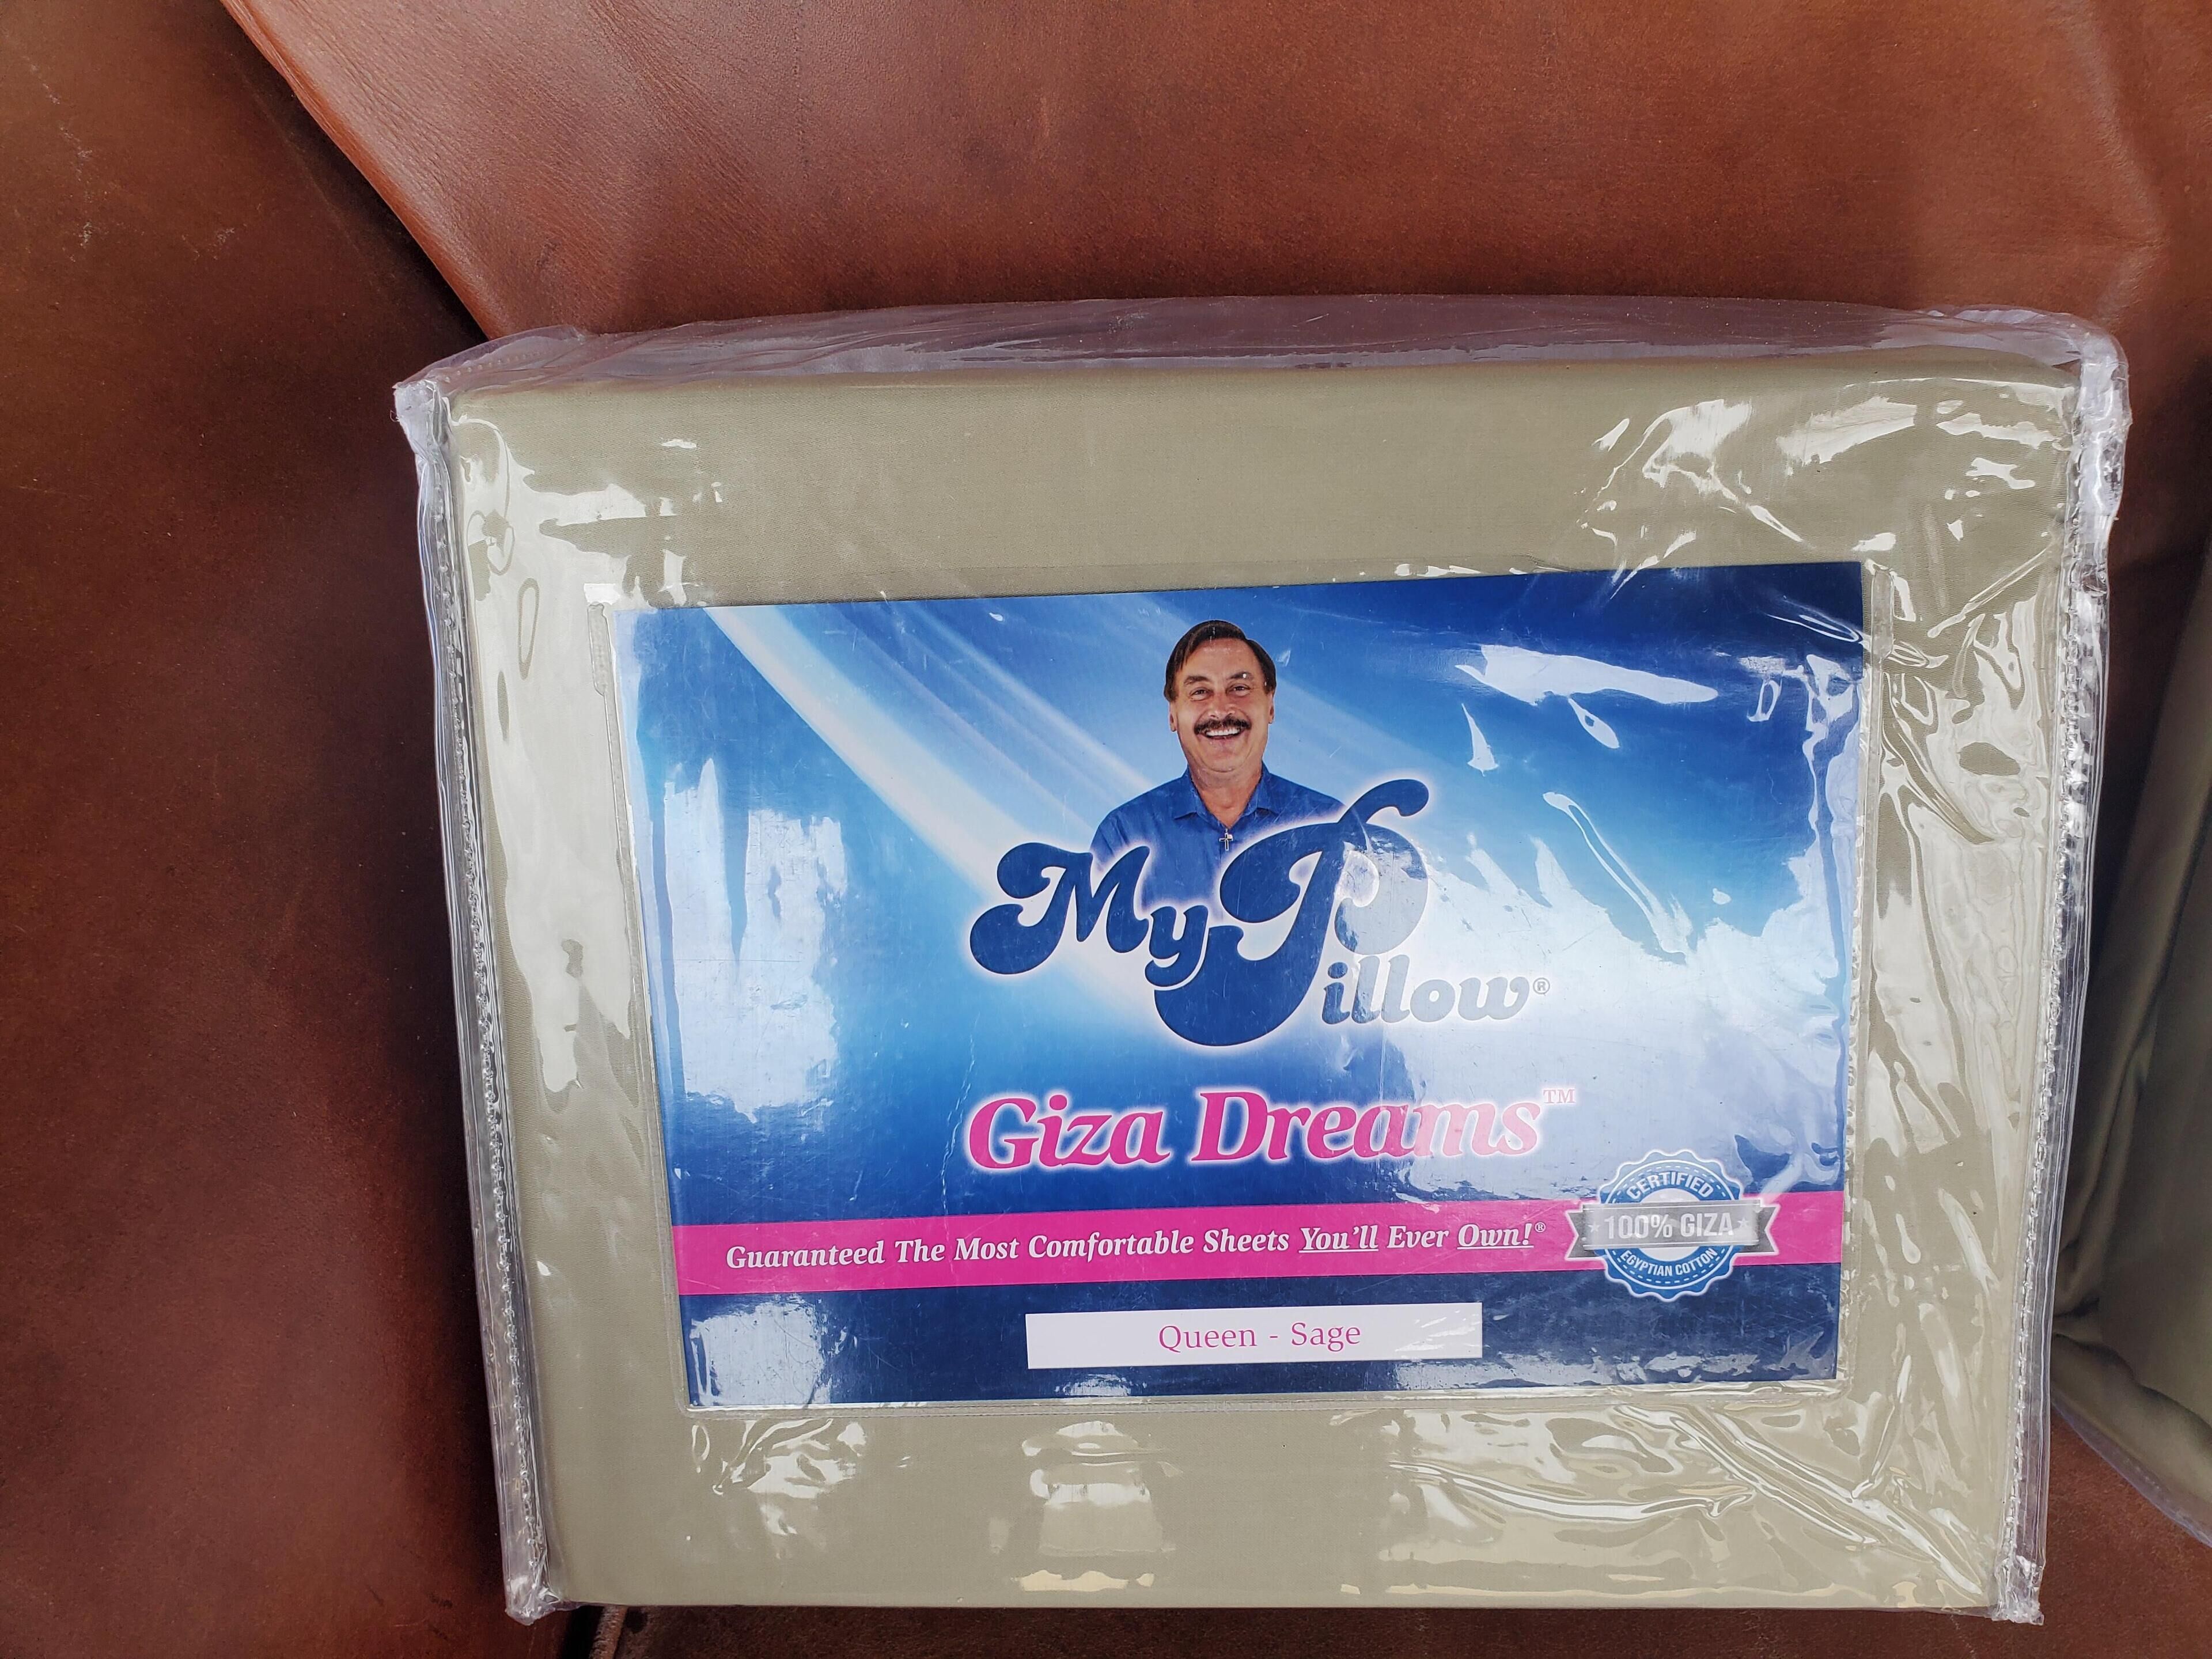 MyPillow®
Giza Dreams™
Guaranteed The Most Comfortable Sheets You'll Ever Own!®
CERTIFIED
100% GIZA
EGYPTIAN COTTON
Queen - Sage